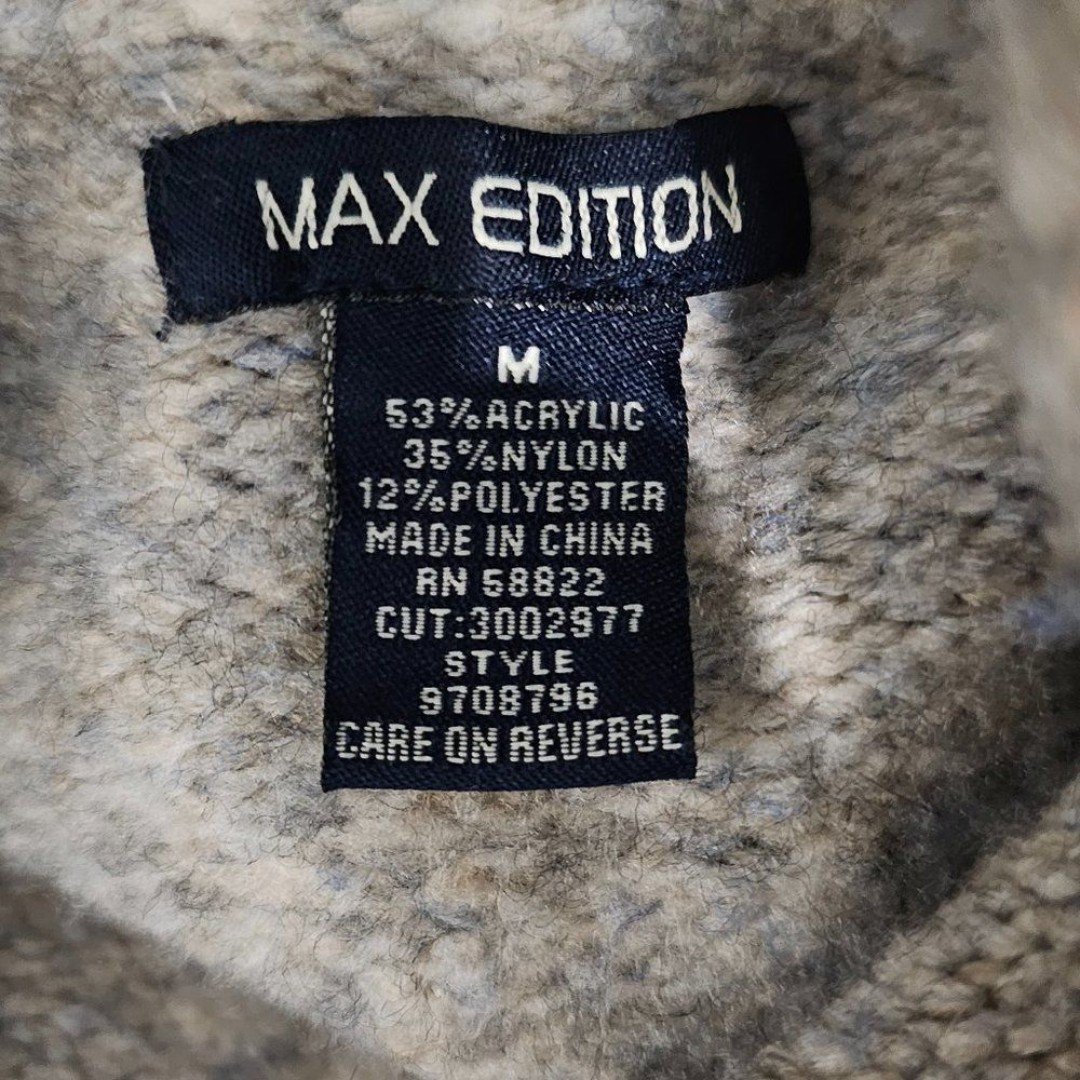 MAX EDITION
M
53%ACRYLIC
35%NYLON
12%POLYESTER
MADE IN CHINA
RN 58822
CUT:3002977
STYLE
9708796
CARE ON REVERSE